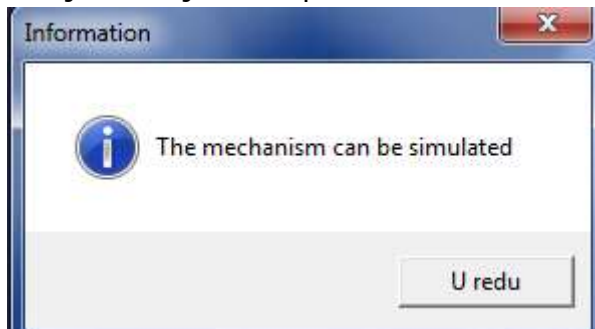 Information
The mechanism can be simulated
U redu